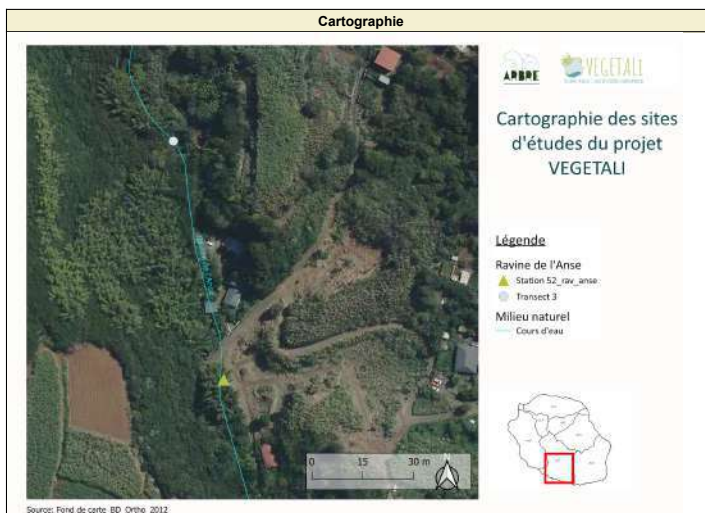 Cartographie
ARBRE
VEGETALI
Cartographie des sites
d'études du projet
VEGETALI
Légende
Ravine de l'Anse
Station 52_rav_anse
Transect 3
Milieu naturel
Cours d'eau
0 15 30 m
Source: Fond de carte BD Ortho 2012